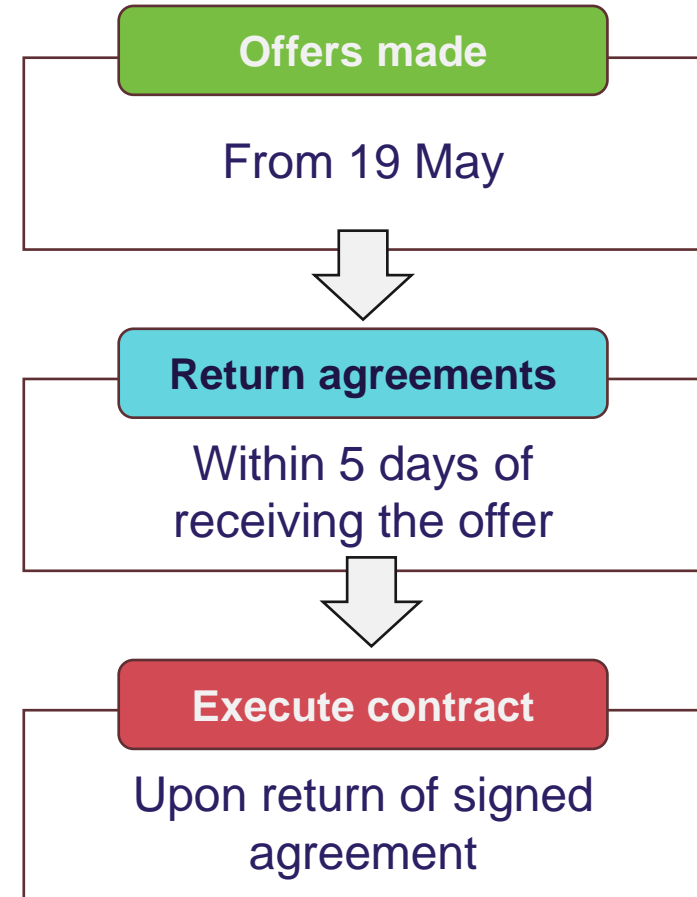 Offers made
From 19 May
Return agreements
Within 5 days of
receiving the offer
Execute contract
Upon return of signed
agreement